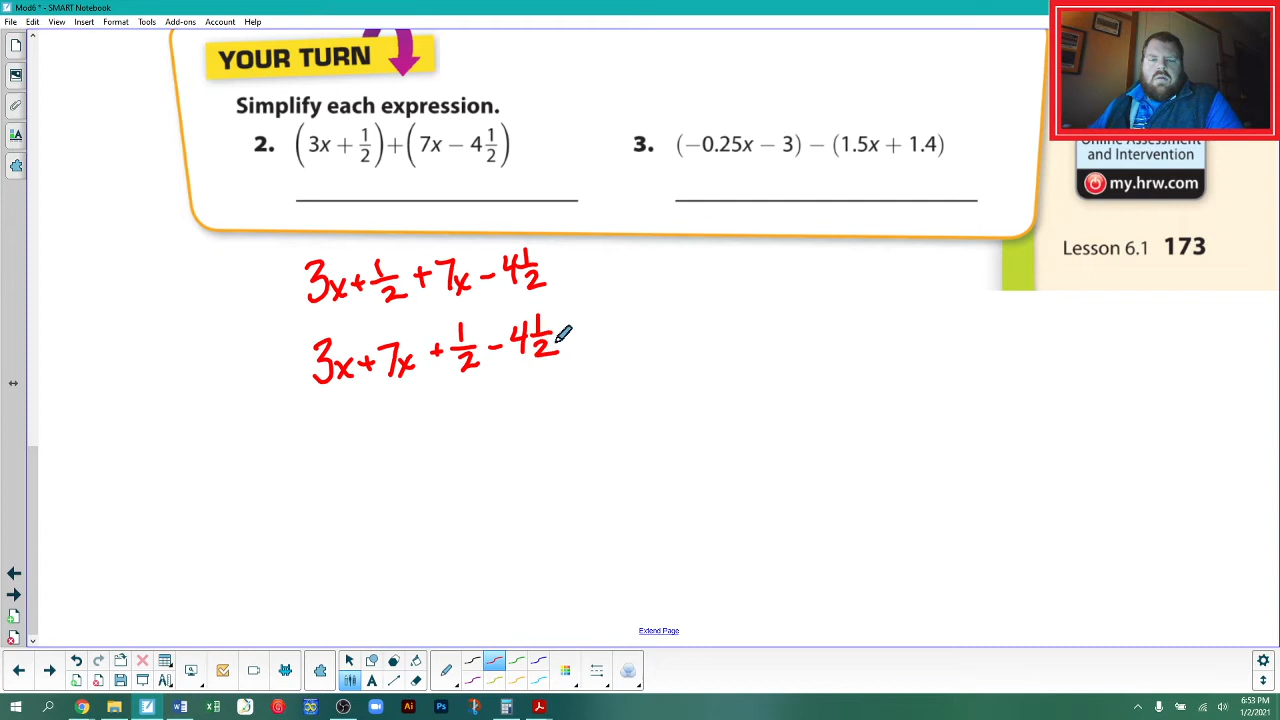 Mod6 * - SMART Notebook
File Edit View Insert Format Tools Add-ons Account Help
YOUR TURN
Simplify each expression.
2. (3x + 1/2) + (7x − 4 1/2)
3. (−0.25x − 3) − (1.5x + 1.4)
and Intervention
my.hrw.com
Lesson 6.1 173
3x + 1/2 + 7x − 4 1/2
3x + 7x + 1/2 − 4 1/2
Extend Page
6:53 PM
1/2/2021